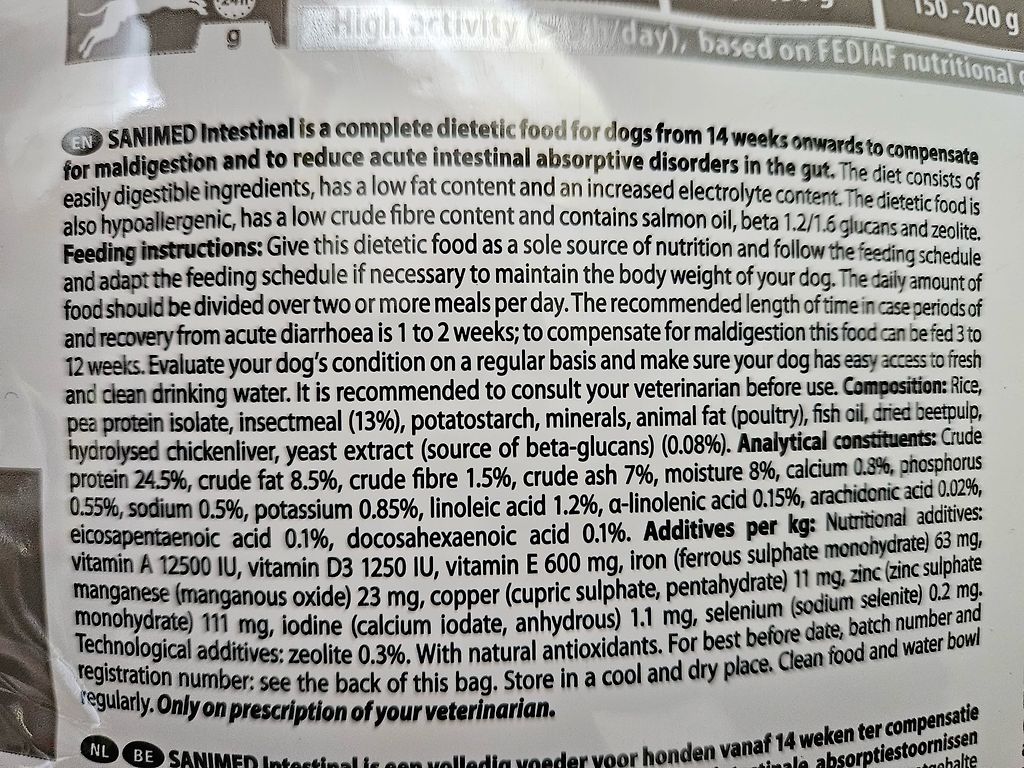 150-200 g
g
High activity ( /day), based on FEDIAF nutritional
EN SANIMED Intestinal is a complete dietetic food for dogs from 14 weeks onwards to compensate
for maldigestion and to reduce acute intestinal absorptive disorders in the gut. The diet consists of
easily digestible ingredients, has a low fat content and an increased electrolyte content. The dietetic food is
also hypoallergenic, has a low crude fibre content and contains salmon oil, beta 1.2/1.6 glucans and zeolite.
Feeding instructions: Give this dietetic food as a sole source of nutrition and follow the feeding schedule
and adapt the feeding schedule if necessary to maintain the body weight of your dog. The daily amount of
food should be divided over two or more meals per day. The recommended length of time in case periods of
and recovery from acute diarrhoea is 1 to 2 weeks; to compensate for maldigestion this food can be fed 3 to
12 weeks. Evaluate your dog's condition on a regular basis and make sure your dog has easy access to fresh
and clean drinking water. It is recommended to consult your veterinarian before use. Composition: Rice,
pea protein isolate, insectmeal (13%), potatostarch, minerals, animal fat (poultry), fish oil, dried beetpulp,
hydrolysed chickenliver, yeast extract (source of beta-glucans) (0.08%). Analytical constituents: Crude
protein 24.5%, crude fat 8.5%, crude fibre 1.5%, crude ash 7%, moisture 8%, calcium 0.8%, phosphorus
0.55%, sodium 0.5%, potassium 0.85%, linoleic acid 1.2%, α-linolenic acid 0.15%, arachidonic acid 0.02%,
eicosapentaenoic acid 0.1%, docosahexaenoic acid 0.1%. Additives per kg: Nutritional additives:
vitamin A 12500 IU, vitamin D3 1250 IU, vitamin E 600 mg, iron (ferrous sulphate monohydrate) 63 mg,
manganese (manganous oxide) 23 mg, copper (cupric sulphate, pentahydrate) 11 mg, zinc (zinc sulphate
monohydrate) 111 mg, iodine (calcium iodate, anhydrous) 1.1 mg, selenium (sodium selenite) 0.2 mg.
Technological additives: zeolite 0.3%. With natural antioxidants. For best before date, batch number and
registration number: see the back of this bag. Store in a cool and dry place. Clean food and water bowl
regularly. Only on prescription of your veterinarian.
NL BE SANIMED Intestinal is een volledig voeder voor honden vanaf 14 weken ter compensatie
absorptiestoornissen